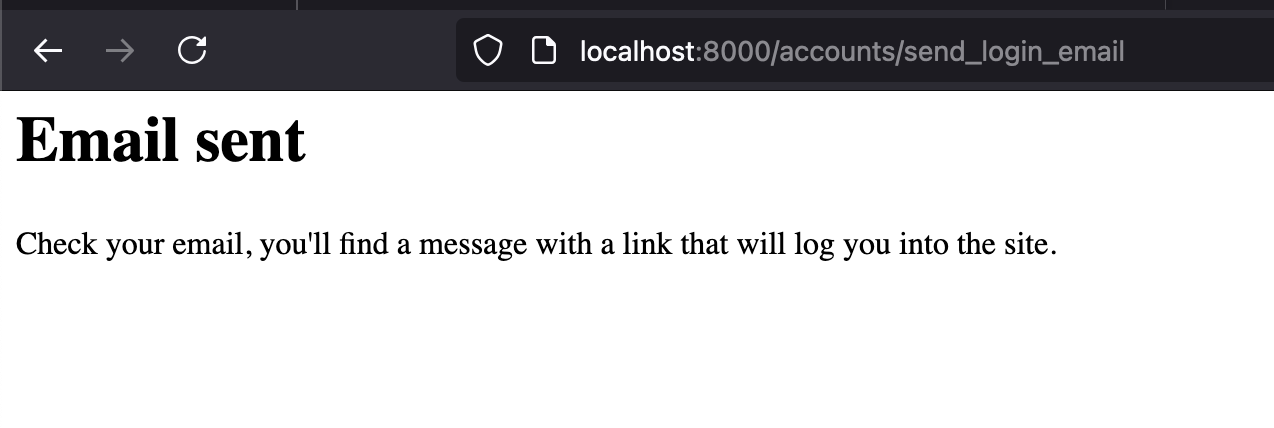 localhost:8000/accounts/send_login_email
Email sent
Check your email, you'll find a message with a link that will log you into the site.